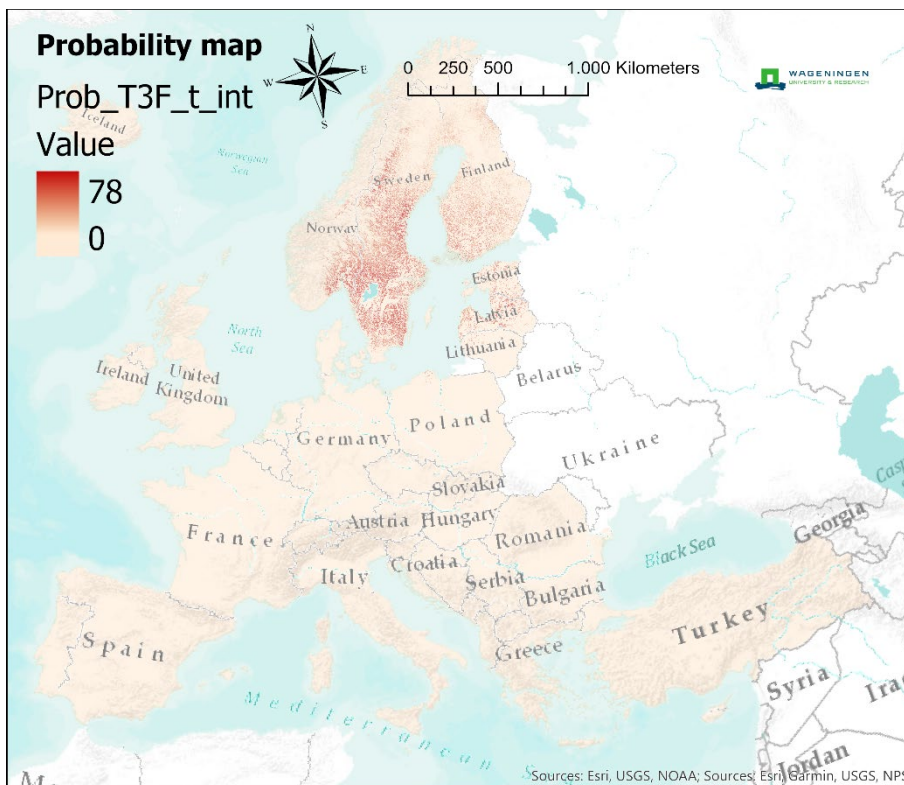 Probability map
Prob_T3F_t_int
Value
78
0
N
W
E
S
0 250 500 1.000 Kilometers
WAGENINGEN
UNIVERSITY & RESEARCH
Iceland
Norwegian
Sea
Sweden
Finland
Norway
Estonia
Latvia
Lithuania
North
Sea
Ireland
United
Kingdom
Belarus
Germany
Poland
Ukraine
Slovakia
Austria
Hungary
France
Romania
Croatia
Italy
Serbia
Bulgaria
Black Sea
Georgia
Spain
Greece
Turkey
Syria
Mediterranean S
Jordan
Sources: Esri, USGS, NOAA; Sources: Esri, Garmin, USGS, NPS